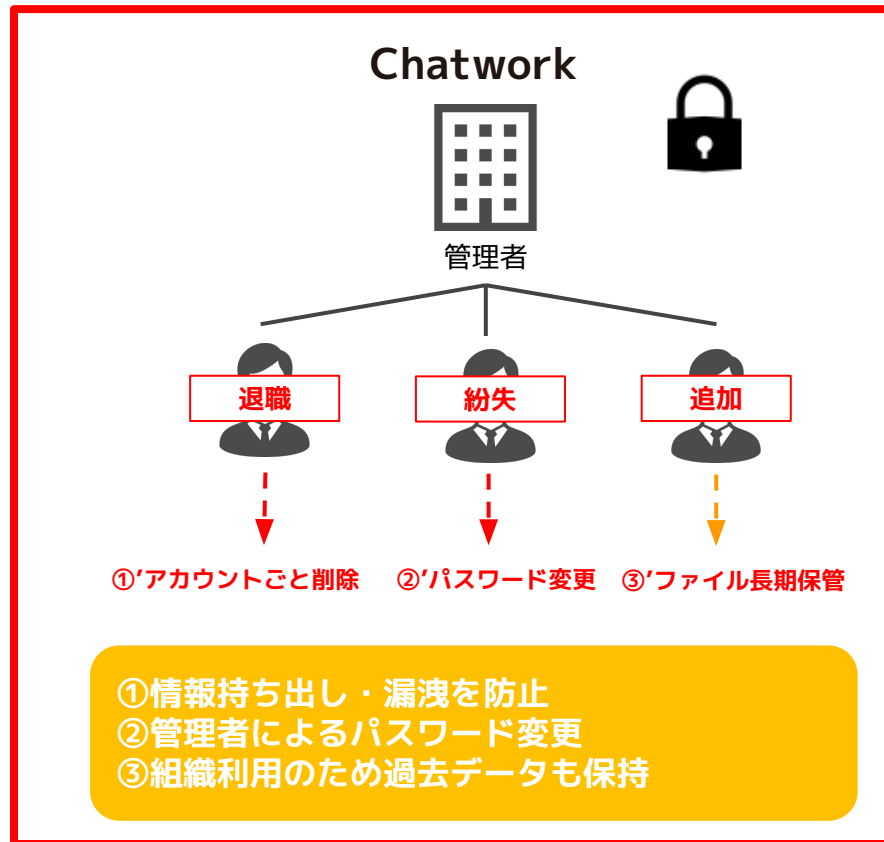 Chatwork
管理者
退職
紛失
追加
①’アカウントごと削除
②’パスワード変更
③’ファイル長期保管
①情報持ち出し・漏洩を防止
②管理者によるパスワード変更
③組織利用のため過去データも保持